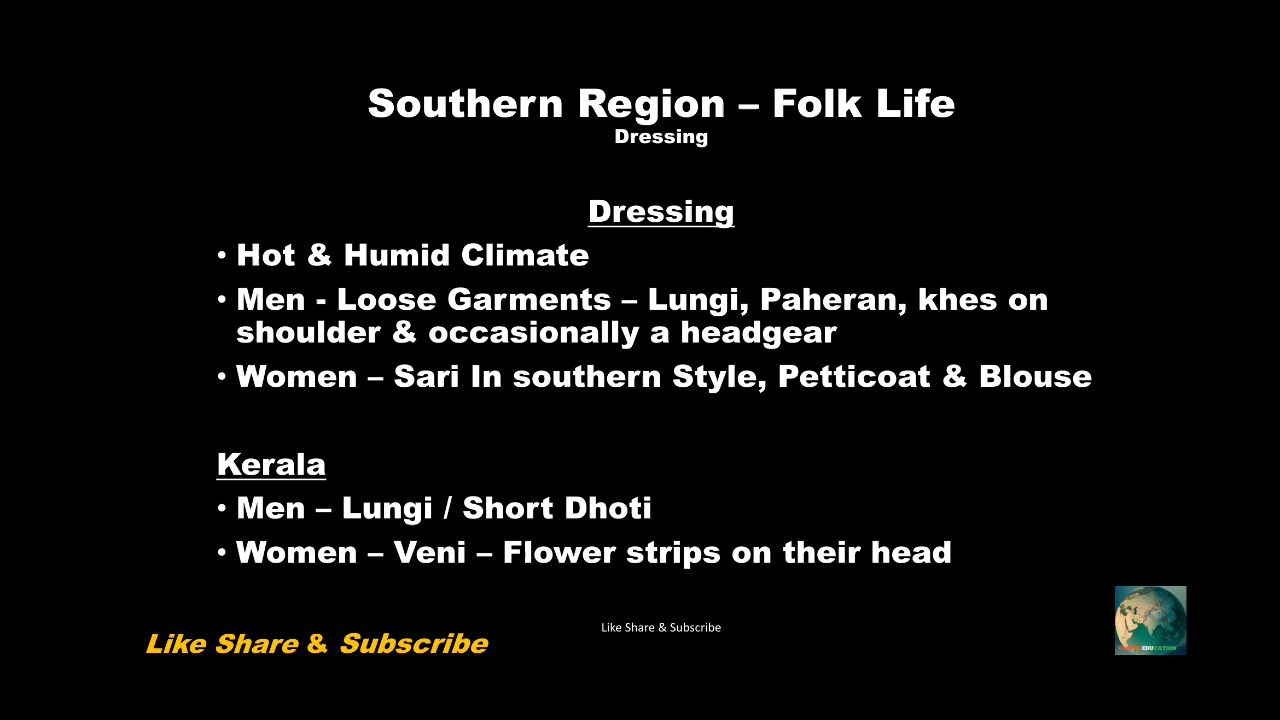 Southern Region – Folk Life
Dressing
Dressing
• Hot & Humid Climate
• Men - Loose Garments – Lungi, Paheran, khes on
shoulder & occasionally a headgear
• Women – Sari In southern Style, Petticoat & Blouse
Kerala
• Men – Lungi / Short Dhoti
• Women – Veni – Flower strips on their head
Like Share & Subscribe
Like Share & Subscribe
EDUCATION